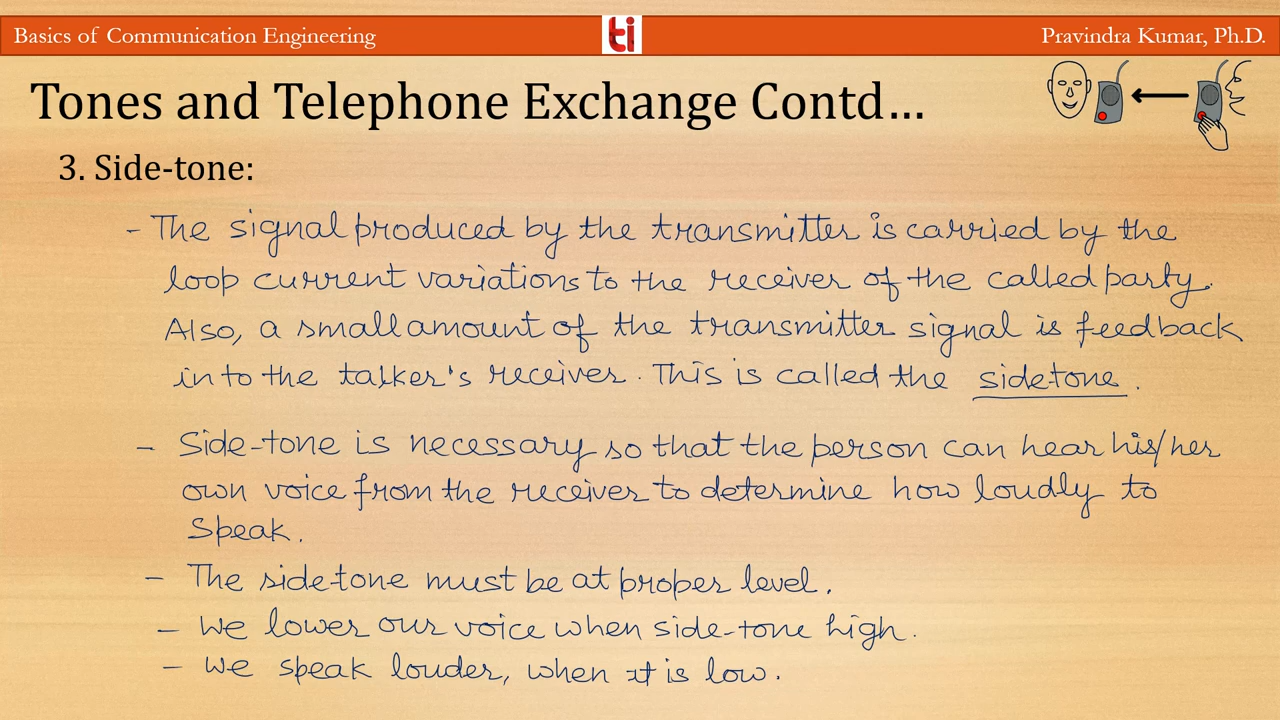 Basics of Communication Engineering
ti
Pravindra Kumar, Ph.D.
Tones and Telephone Exchange Contd…
3. Side-tone:
- The signal produced by the transmitter is carried by the
loop current variations to the receiver of the called party.
Also, a small amount of the transmitter signal is feedback
into the talker's receiver. This is called the sidetone.
- Side-tone is necessary so that the person can hear his/her
own voice from the receiver to determine how loudly to
speak.
- The sidetone must be at proper level.
- We lower our voice when side-tone high.
- We speak louder, when it is low.